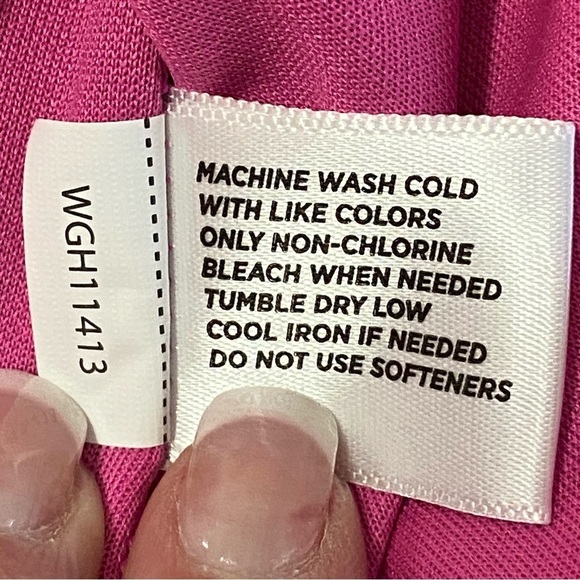 WGH11413
MACHINE WASH COLD
WITH LIKE COLORS
ONLY NON-CHLORINE
BLEACH WHEN NEEDED
TUMBLE DRY LOW
COOL IRON IF NEEDED
DO NOT USE SOFTENERS